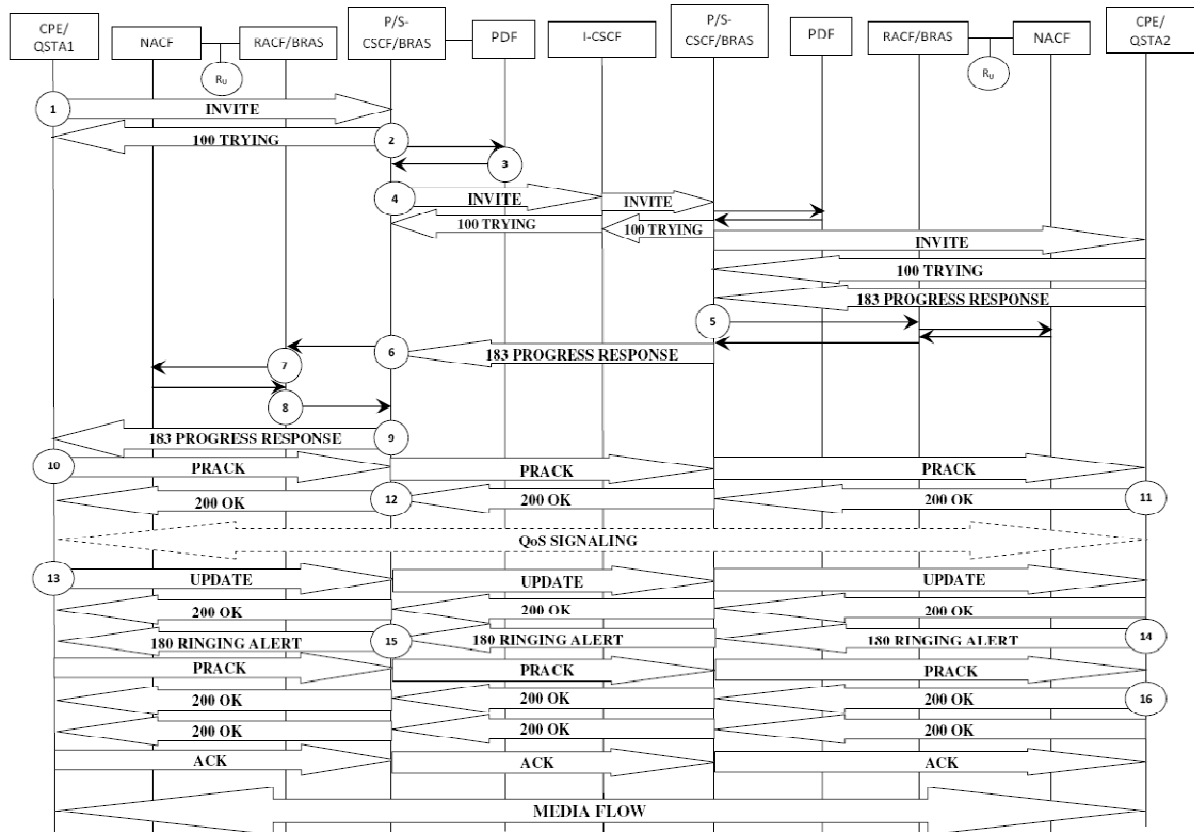 CPE/
QSTA1
NACF
RACF/BRAS
P/S-
CSCF/BRAS
PDF
I-CSCF
P/S-
CSCF/BRAS
PDF
RACF/BRAS
NACF
CPE/
QSTA2
RU
RU
1
INVITE
100 TRYING
2
3
4
INVITE
INVITE
100 TRYING
100 TRYING
INVITE
100 TRYING
183 PROGRESS RESPONSE
5
6
183 PROGRESS RESPONSE
7
8
183 PROGRESS RESPONSE
9
10
PRACK
PRACK
PRACK
200 OK
12
200 OK
200 OK
11
QoS SIGNALING
13
UPDATE
UPDATE
UPDATE
200 OK
200 OK
200 OK
180 RINGING ALERT
15
180 RINGING ALERT
180 RINGING ALERT
14
PRACK
PRACK
PRACK
200 OK
200 OK
200 OK
16
200 OK
200 OK
200 OK
ACK
ACK
ACK
MEDIA FLOW